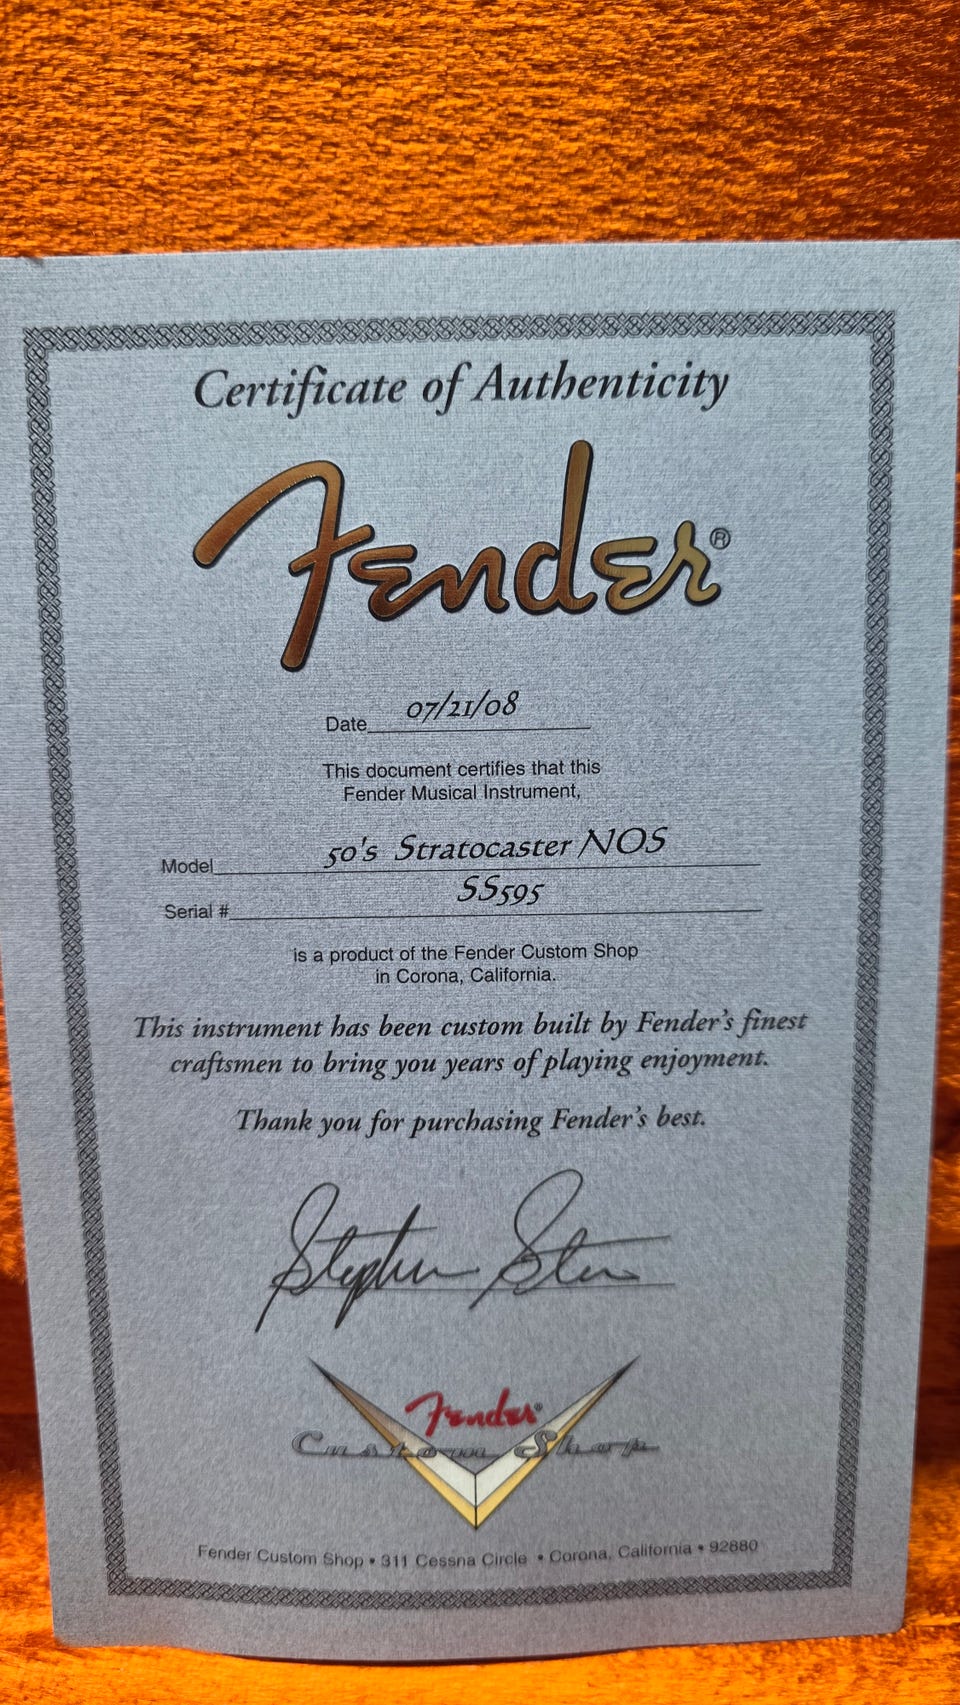 Certificate of Authenticity
Fender®
Date 07/21/08
This document certifies that this
Fender Musical Instrument,
Model 50's Stratocaster NOS
Serial # SS595
is a product of the Fender Custom Shop
in Corona, California.
This instrument has been custom built by Fender's finest
craftsmen to bring you years of playing enjoyment.
Thank you for purchasing Fender's best.
Stephen Stern
Fender®
Custom Shop
Fender Custom Shop • 311 Cessna Circle • Corona, California • 92880